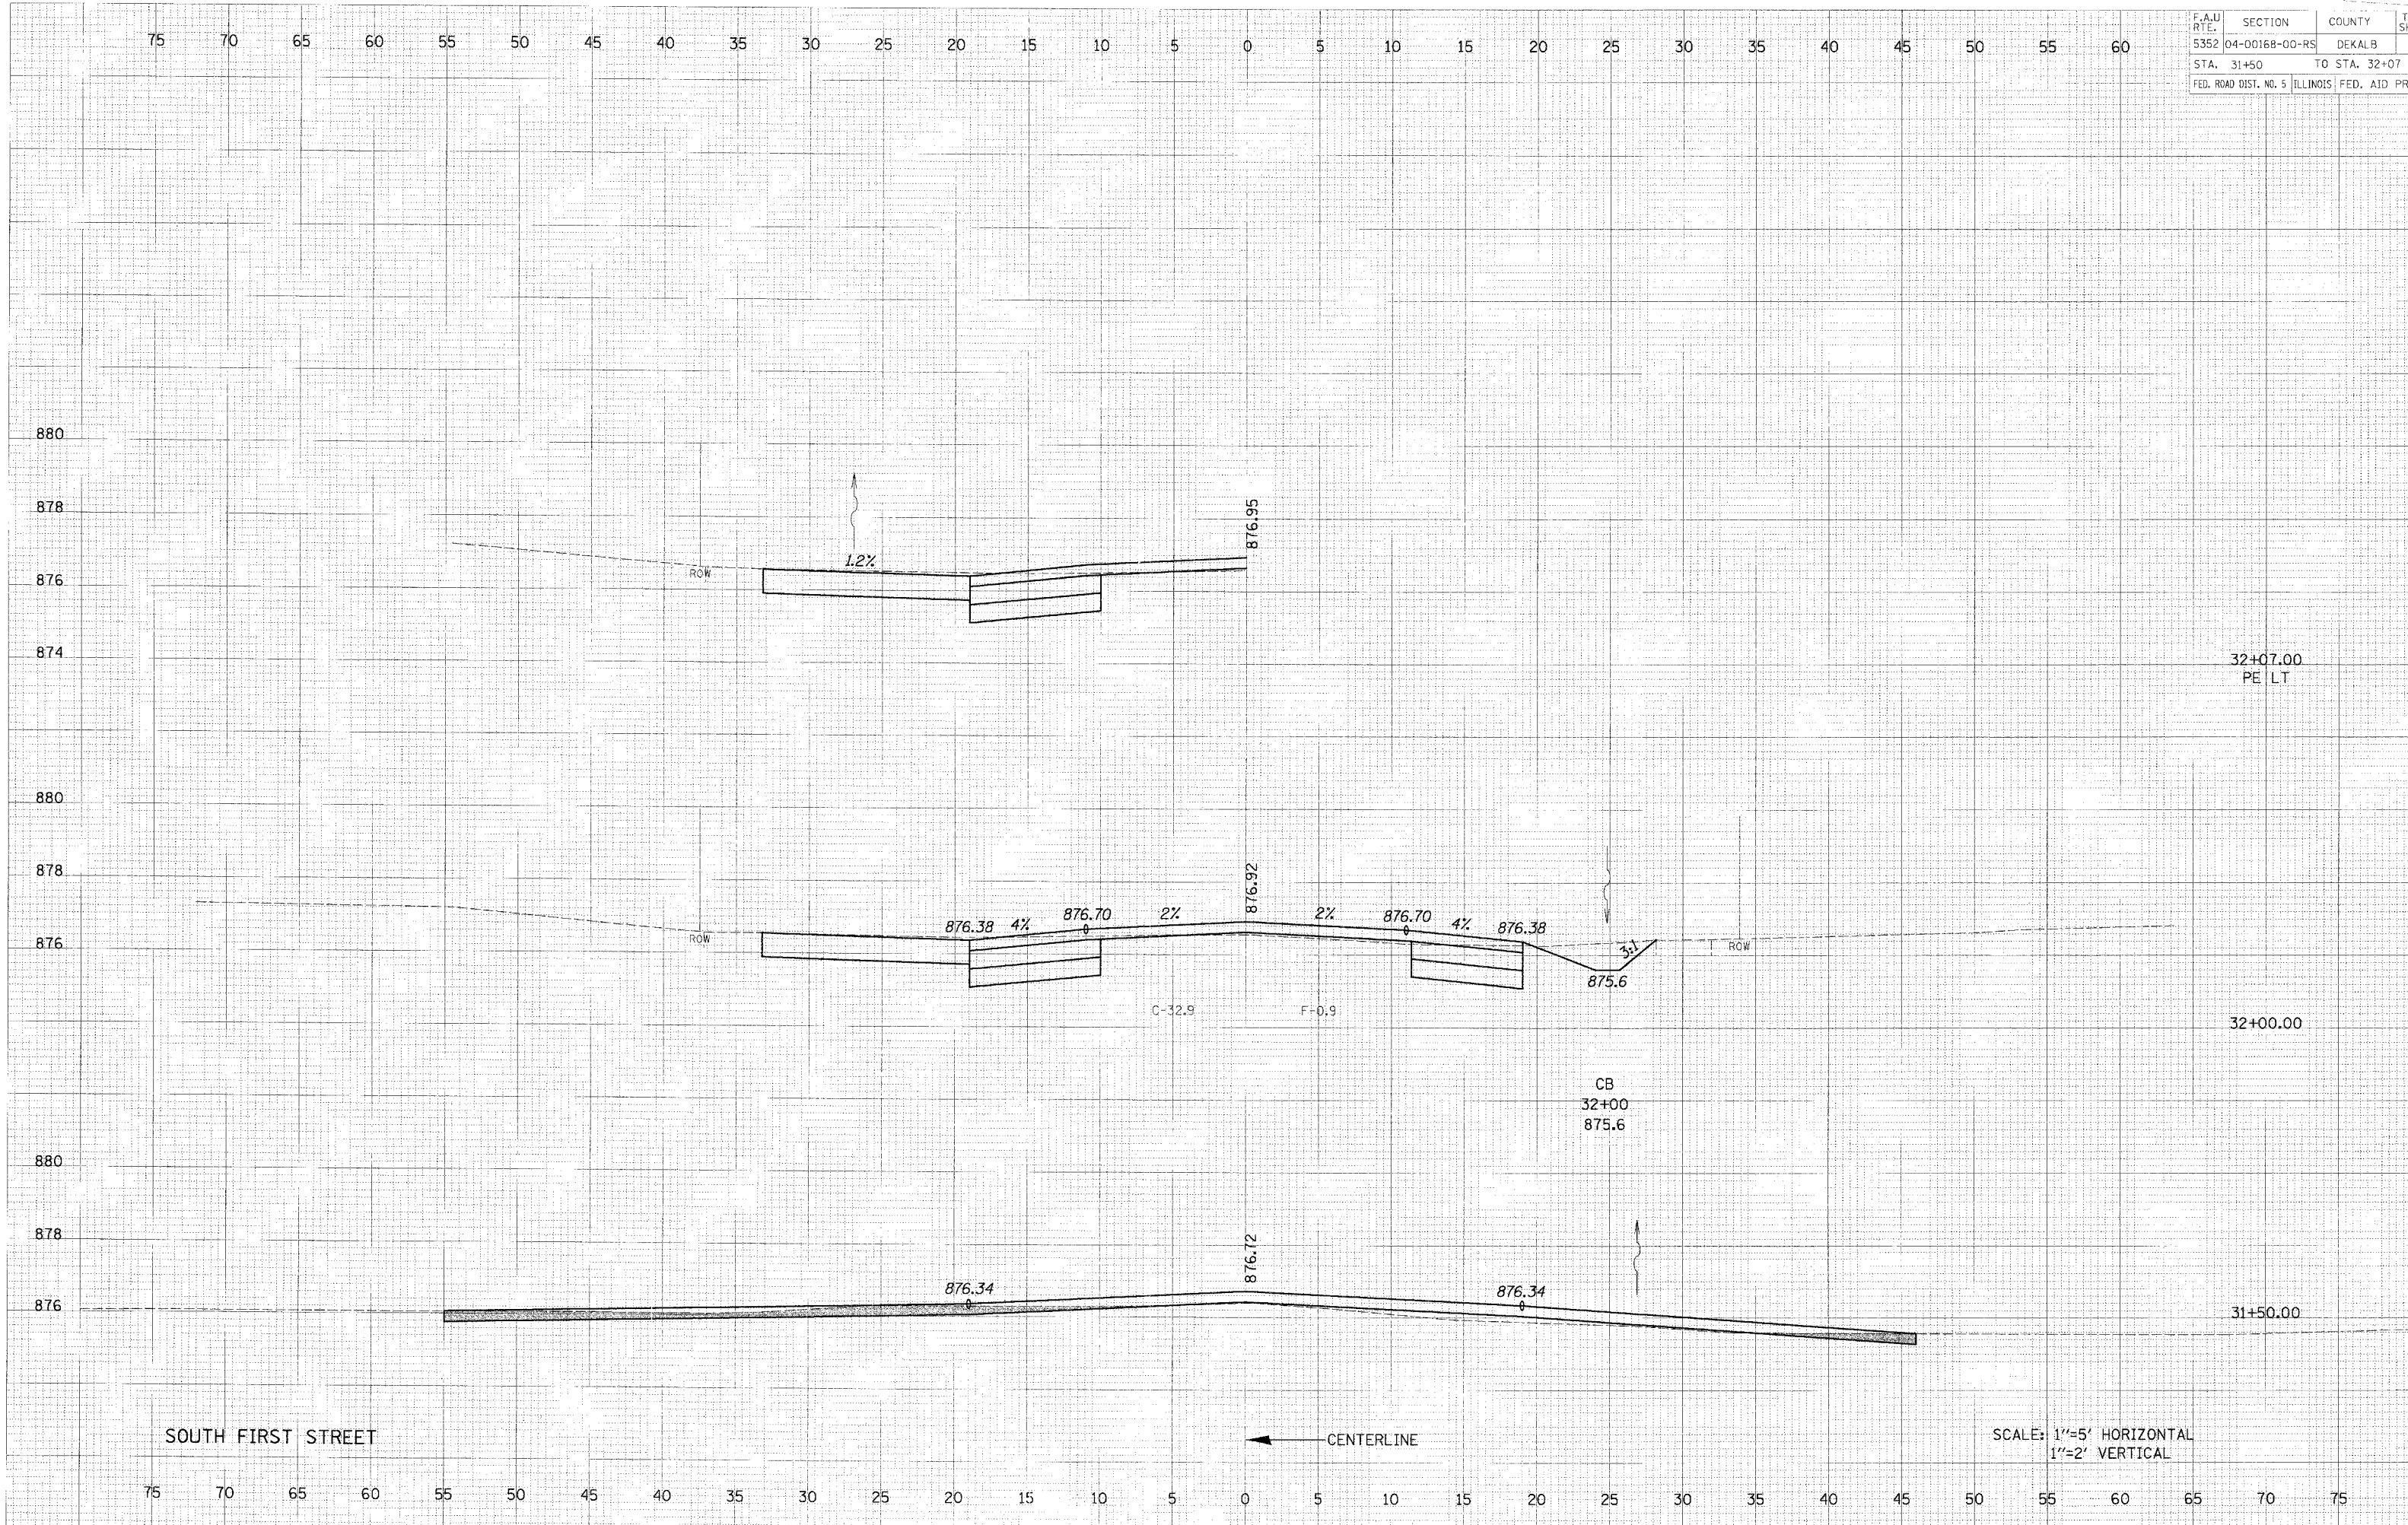 F.A.U RTE. SECTION COUNTY
5352 04-00168-00-RS DEKALB
STA. 31+50 TO STA. 32+07
FED. ROAD DIST. NO. 5 ILLINOIS FED. AID
75 70 65 60 55 50 45 40 35 30 25 20 15 10 5 0 5 10 15 20 25 30 35 40 45 50 55 60
880
878
876.95
1.2%
876
ROW
874
32+07.00
PE LT
880
878
876.92
876.38 4% 876.70 2% 2% 876.70 4% 876.38
876
ROW
3:1
ROW
875.6
C-32.9 F-0.9
32+00.00
CB
32+00
875.6
880
878
876.72
876.34 876.34
876
31+50.00
SOUTH FIRST STREET
CENTERLINE
SCALE: 1"=5' HORIZONTAL
1"=2' VERTICAL
75 70 65 60 55 50 45 40 35 30 25 20 15 10 5 0 5 10 15 20 25 30 35 40 45 50 55 60 65 70 75